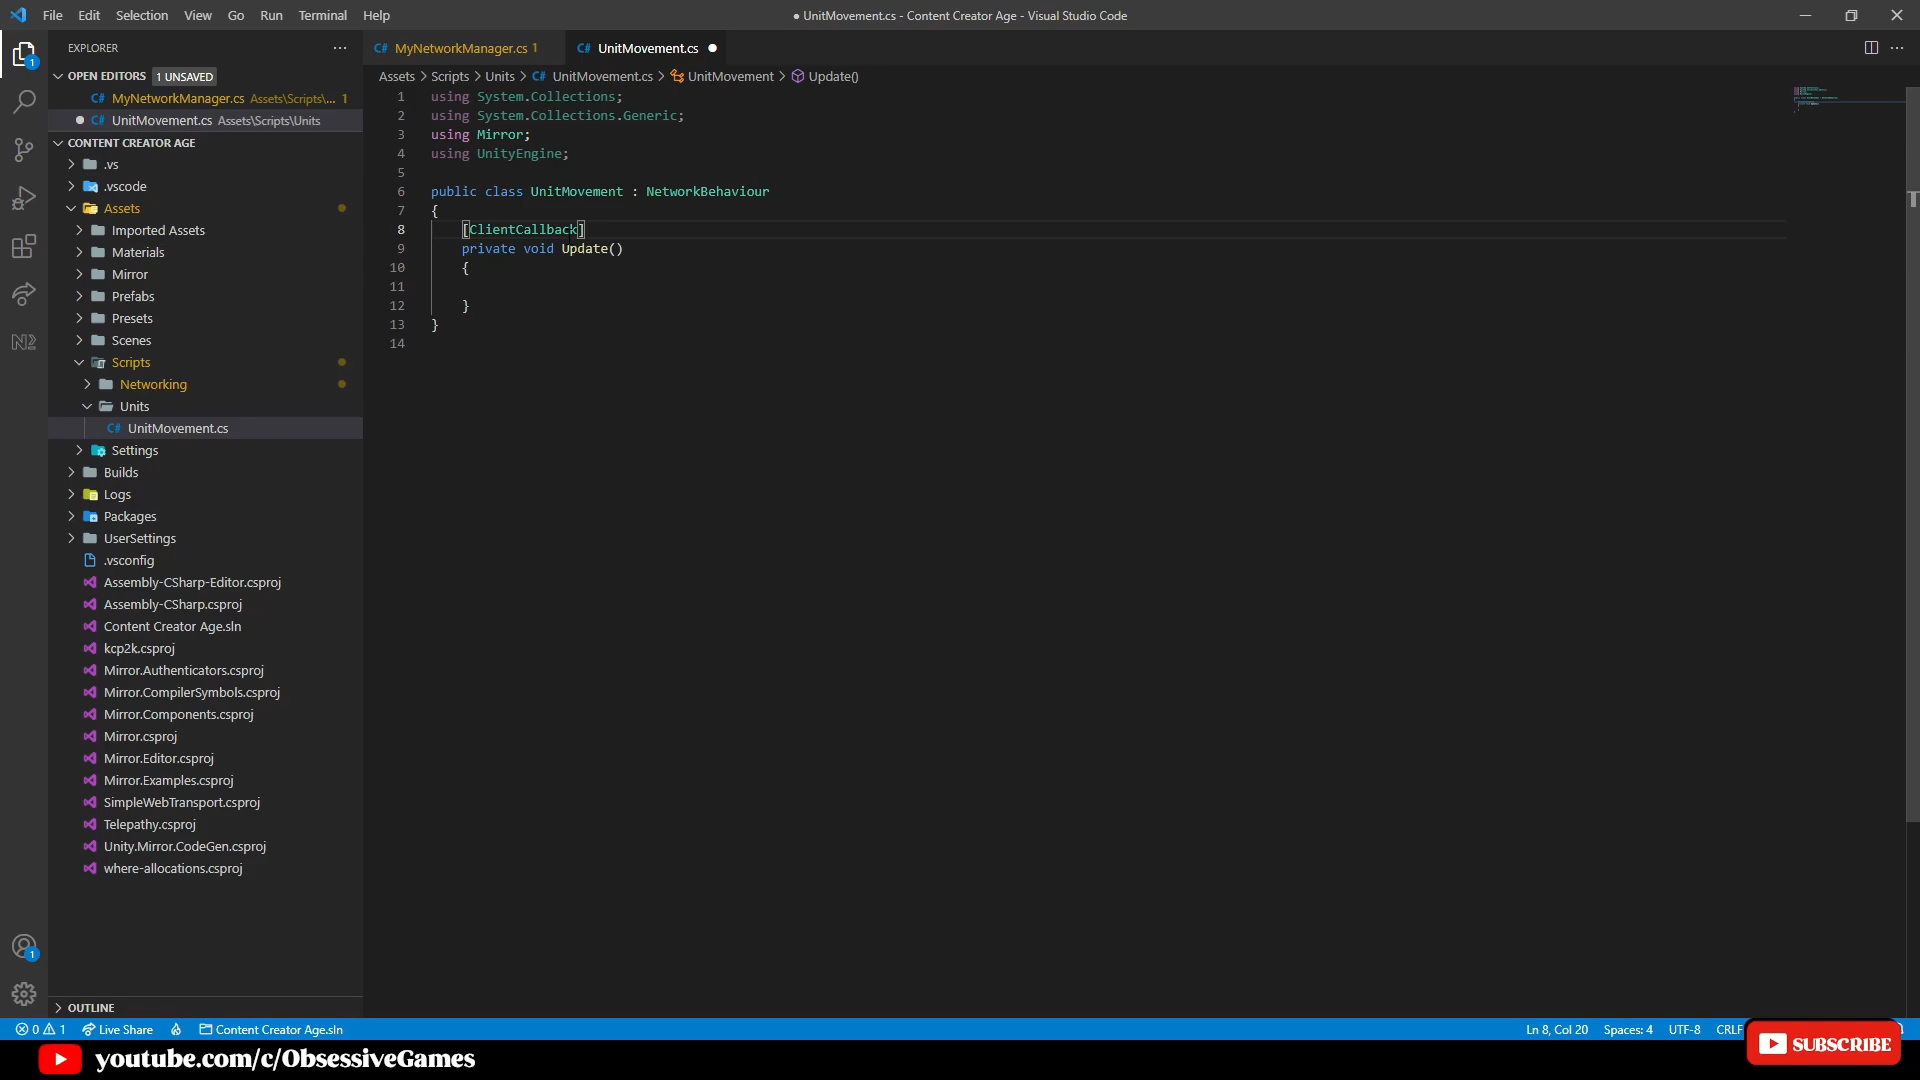 File Edit Selection View Go Run Terminal Help
● UnitMovement.cs - Content Creator Age - Visual Studio Code
EXPLORER
OPEN EDITORS 1 UNSAVED
C# MyNetworkManager.cs Assets\Scripts\... 1
C# UnitMovement.cs Assets\Scripts\Units
CONTENT CREATOR AGE
.vs
.vscode
Assets
Imported Assets
Materials
Mirror
Prefabs
Presets
Scenes
Scripts
Networking
Units
C# UnitMovement.cs
Settings
Builds
Logs
Packages
UserSettings
.vsconfig
Assembly-CSharp-Editor.csproj
Assembly-CSharp.csproj
Content Creator Age.sln
kcp2k.csproj
Mirror.Authenticators.csproj
Mirror.CompilerSymbols.csproj
Mirror.Components.csproj
Mirror.csproj
Mirror.Editor.csproj
Mirror.Examples.csproj
SimpleWebTransport.csproj
Telepathy.csproj
Unity.Mirror.CodeGen.csproj
where-allocations.csproj
OUTLINE
C# MyNetworkManager.cs 1 C# UnitMovement.cs ●
Assets > Scripts > Units > C# UnitMovement.cs > UnitMovement > Update()
1 using System.Collections;
2 using System.Collections.Generic;
3 using Mirror;
4 using UnityEngine;
5
6 public class UnitMovement : NetworkBehaviour
7 {
8 [ClientCallback]
9 private void Update()
10 {
11
12 }
13 }
14
1
1
0 1 Live Share Content Creator Age.sln
Ln 8, Col 20 Spaces: 4 UTF-8 CRLF
youtube.com/c/ObsessiveGames
SUBSCRIBE